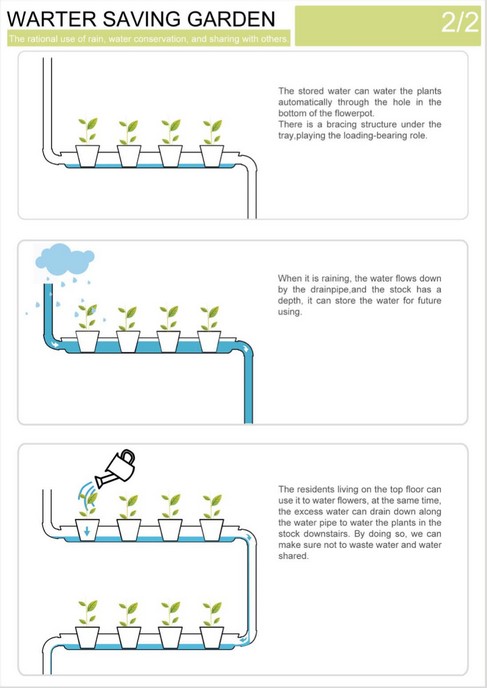 WARTER SAVING GARDEN
2/2
The rational use of rain, water conservation, and sharing with others.
The stored water can water the plants
automatically through the hole in the
bottom of the flowerpot.
There is a bracing structure under the
tray,playing the loading-bearing role.
When it is raining, the water flows down
by the drainpipe,and the stock has a
depth, it can store the water for future
using.
The residents living on the top floor can
use it to water flowers, at the same time,
the excess water can drain down along
the water pipe to water the plants in the
stock downstairs. By doing so, we can
make sure not to waste water and water
shared.